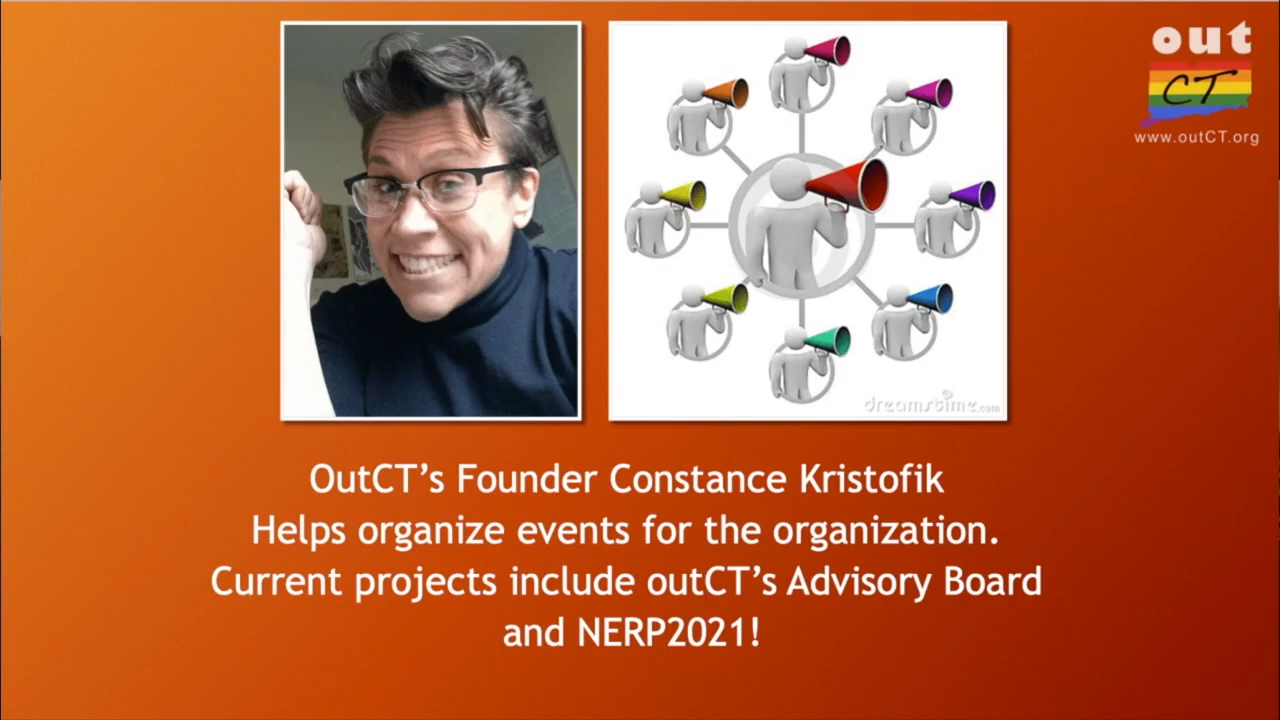 out
CT
www.outCT.org
dreamstime.com
OutCT’s Founder Constance Kristofik
Helps organize events for the organization.
Current projects include outCT’s Advisory Board
and NERP2021!